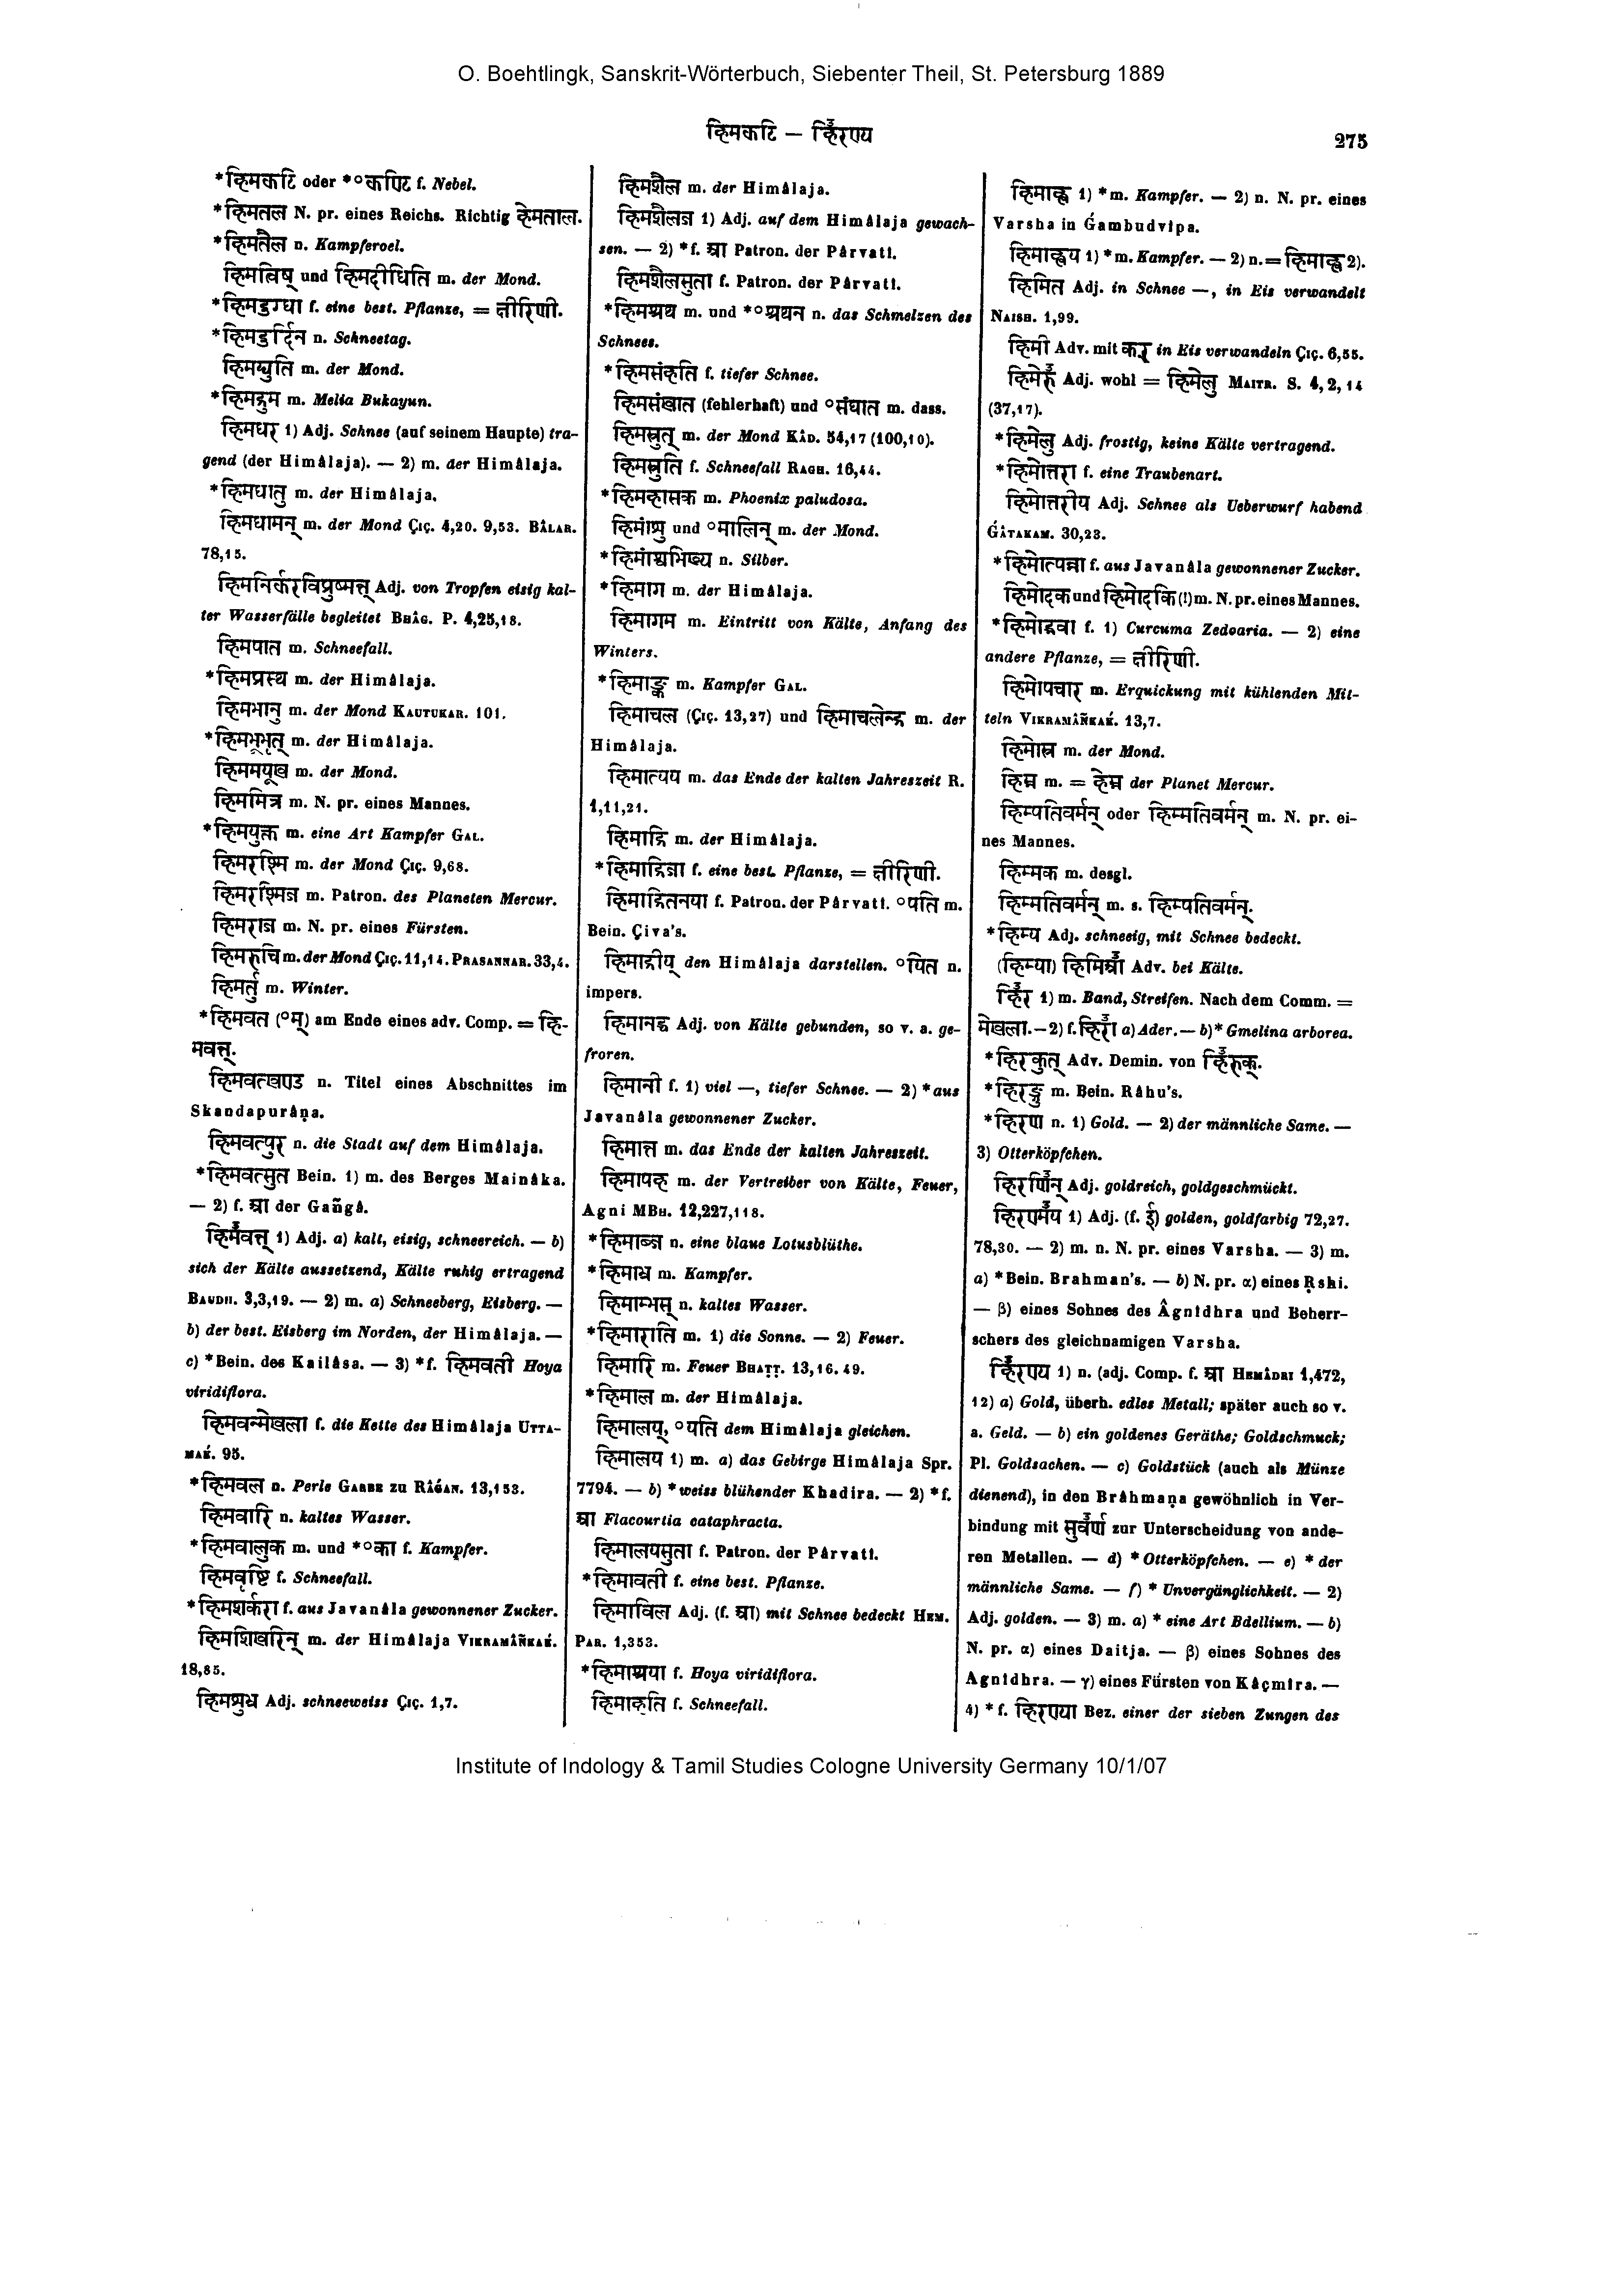 O. Boehtlingk, Sanskrit-Wörterbuch, Siebenter Theil, St. Petersburg 1889
हिमकटि — हि॑रण्य
275
*हिमकटि oder *°कण्टि f. Nebel.
*हिमतल N. pr. eines Reichs. Richtig हेमताल.
*हिमतैल n. Kampferoel.
हिमत्विष् und हिमदीधिति m. der Mond.
*हिमदुग्धा f. eine best. Pflanze, = क्षीरिणी.
*हिमदुर्दिन n. Schneetag.
हिमद्युति m. der Mond.
*हिमद्रुम m. Melia Bukayun.
हिमधर 1) Adj. Schnee (auf seinem Haupte) tra-
gend (der Himâlaja). — 2) m. der Himâlaja.
*हिमधातु m. der Himâlaja.
हिमधामन् m. der Mond Çiç. 4,20. 9,53. Bâlar.
78,15.
हिमनिर्झरविप्रुष्मन्त् Adj. von Tropfen eisig kal-
ter Wasserfälle begleitet Bhâg. P. 4,25,18.
हिमपात m. Schneefall.
*हिमप्रस्थ m. der Himâlaja.
हिमभानु m. der Mond Kautukar. 101.
*हिमभूभृत् m. der Himâlaja.
हिममयूख m. der Mond.
हिममित्र m. N. pr. eines Mannes.
*हिमयुक्त m. eine Art Kampfer Gal.
हिमरश्मि m. der Mond Çiç. 9,68.
हिमरश्मिज m. Patron. des Planeten Mercur.
हिमराज m. N. pr. eines Fürsten.
हिमरुचि m. der Mond Çiç. 11,14. Prasannar. 33,4.
हिमर्तु m. Winter.
*हिमवत (°म्) am Ende eines adv. Comp. = हि-
मवत्त्.
हिमवत्खण्ड n. Titel eines Abschnittes im
Skandapurâṇa.
हिमवत्पुर n. die Stadt auf dem Himâlaja.
*हिमवत्सुत Bein. 1) m. des Berges Mainâka.
— 2) f. आ der Gañgâ.
हिम॑वन्त् 1) Adj. a) kalt, eisig, schneereich. — b)
sich der Kälte aussetzend, Kälte ruhig ertragend
Baudh. 3,3,19. — 2) m. a) Schneeberg, Eisberg. —
b) der best. Eisberg im Norden, der Himâlaja. —
c) *Bein. des Kailâsa. — 3) *f. हिमवती Hoya
viridiflora.
हिमवन्मेखला f. die Kette des Himâlaja Utta-
mak̇. 95.
*हिमवल n. Perle Garbe zu Râgan. 13,153.
हिमवारि n. kaltes Wasser.
*हिमवालुक m. und *°का f. Kampfer.
हिमवृष्टि f. Schneefall.
*हिमशर्करा f. aus Javanâla gewonnener Zucker.
हिमशिखरिन् m. der Himâlaja Vikramâñkak̇.
18,85.
हिमशुभ्र Adj. schneeweiss Çiç. 1,7.
हिमशैल m. der Himâlaja.
हिमशैलज 1) Adj. auf dem Himâlaja gewach-
sen. — 2) *f. आ Patron. der Pârvatî.
हिमशैलसुता f. Patron. der Pârvatî.
*हिमश्रथ m. und *°श्रथन n. das Schmelzen des
Schnees.
*हिमसंहति f. tiefer Schnee.
हिमसंखात (fehlerhaft) und °संघात m. dass.
हिमस्रुत् m. der Mond Kâd. 54,17 (100,10).
हिमस्रुति f. Schneefall Ragh. 16,44.
*हिमहासक m. Phoenix paludosa.
हिमांशु und °मालिन् m. der Mond.
*हिमांश्वभिख्य n. Silber.
*हिमाग m. der Himâlaja.
हिमागम m. Eintritt von Kälte, Anfang des
Winters.
*हिमाङ्क m. Kampfer Gal.
हिमाचल (Çiç. 13,27) und हिमाचलेन्द्र m. der
Himâlaja.
हिमात्यय m. das Ende der kalten Jahreszeit R.
1,11,21.
हिमाद्रि m. der Himâlaja.
*हिमाद्रिजा f. eine best. Pflanze, = क्षीरिणी.
हिमाद्रितनया f. Patron. der Pârvatî. °पति m.
Bein. Çiva's.
हिमाद्रीय् den Himâlaja darstellen. °यित n.
impers.
हिमानद्ध Adj. von Kälte gebunden, so v. a. ge-
froren.
हिमानी f. 1) viel —, tiefer Schnee. — 2) *aus
Javanâla gewonnener Zucker.
हिमान्त m. das Ende der kalten Jahreszeit.
हिमापह m. der Vertreiber von Kälte, Feuer,
Agni MBh. 12,227,118.
*हिमाब्ज n. eine blaue Lotusblüthe.
*हिमाभ्र m. Kampfer.
हिमाम्भस् n. kaltes Wasser.
*हिमाराति m. 1) die Sonne. — 2) Feuer.
हिमारि m. Feuer Bhaṭṭ. 13,16. 49.
*हिमाल m. der Himâlaja.
हिमालय्, °यति dem Himâlaja gleichen.
हिमालय 1) m. a) das Gebirge Himâlaja Spr.
7794. — b) *weiss blühender Khadira. — 2) *f.
आ Flacourtia cataphracta.
हिमालयसुता f. Patron. der Pârvatî.
*हिमावती f. eine best. Pflanze.
हिमाविल Adj. (f. आ) mit Schnee bedeckt Hem.
Par. 1,353.
*हिमाश्रया f. Hoya viridiflora.
हिमाहति f. Schneefall.
हिमाह्व 1) *m. Kampfer. — 2) n. N. pr. eines
Varsha in Ǵambudvîpa.
हिमाह्वय 1) *m. Kampfer. — 2) n. = हिमाह्व 2).
हिमित Adj. in Schnee —, in Eis verwandelt
Naish. 1,99.
हिमी Adv. mit कर् in Eis verwandeln Çiç. 6,55.
हिमेरु॑ Adj. wohl = हिमेलु Maitr. S. 4,2,14
(37,17).
*हिमेलु Adj. frostig, keine Kälte vertragend.
*हिमोत्तरा f. eine Traubenart.
हिमोत्तरीय Adj. Schnee als Ueberwurf habend
Ǵâtakam. 30,23.
*हिमोत्पन्ना f. aus Javanâla gewonnener Zucker.
हिमोदक und हिमोदकि (!) m. N. pr. eines Mannes.
*हिमोद्भवा f. 1) Curcuma Zedoaria. — 2) eine
andere Pflanze, = क्षीरिणी.
हिमोपचार m. Erquickung mit kühlenden Mit-
teln Vikramâñkak̇. 13,7.
हिमोस्र m. der Mond.
हिम्न m. = हेम्न der Planet Mercur.
हिम्पतिवर्मन् oder हिम्मतिवर्मन् m. N. pr. ei-
nes Mannes.
हिम्मक m. desgl.
हिम्मतिवर्मन् m. s. हिम्पतिवर्मन्.
*हिम्य Adj. schneeig, mit Schnee bedeckt.
(हिम्या) हिमिआ॑ Adv. bei Kälte.
हि॑र 1) m. Band, Streifen. Nach dem Comm. =
मेखला. — 2) f. हिरा॑ a) Ader. — b) * Gmelina arborea.
*हिरकुत् Adv. Demin. von हि॑रुक्.
*हिरङ्गु m. Bein. Râhu's.
*हिरण n. 1) Gold. — 2) der männliche Same. —
3) Otterköpfchen.
हिरणि॑न् Adj. goldreich, goldgeschmückt.
हिरण्म॑य 1) Adj. (f. ई) golden, goldfarbig 72,27.
78,30. — 2) m. n. N. pr. eines Varsha. — 3) m.
a) *Bein. Brahman's. — b) N. pr. α) eines Ṛshi.
— β) eines Sohnes des Âgnîdhra und Beherr-
schers des gleichnamigen Varsha.
हि॑रण्य 1) n. (adj. Comp. f. आ Hemâdri 1,472,
12) a) Gold, überh. edles Metall; später auch so v.
a. Geld. — b) ein goldenes Geräthe; Goldschmuck;
Pl. Goldsachen. — c) Goldstück (auch als Münze
dienend), in den Brâhmaṇa gewöhnlich in Ver-
bindung mit सुव॑र्ण zur Unterscheidung von ande-
ren Metallen. — d) * Otterköpfchen. — e) * der
männliche Same. — f) * Unvergänglichkeit. — 2)
Adj. golden. — 3) m. a) * eine Art Bdellium. — b)
N. pr. α) eines Daitja. — β) eines Sohnes des
Agnîdhra. — γ) eines Fürsten von Kâçmîra. —
4) * f. हिरण्या Bez. einer der sieben Zungen des
Institute of Indology & Tamil Studies Cologne University Germany 10/1/07